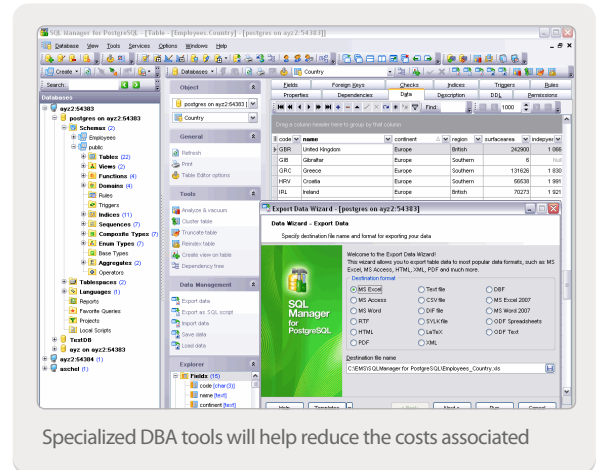 SQL Manager for PostgreSQL - [Table - [Employees.Country] - [postgres on ayz2:54383]]
Database View Tools Services Options Windows Help
Create
Databases
Country
Search:
Databases
ayz2:54383
postgres on ayz2:54383
Schemas (2)
Employees
public
Tables (22)
Views (2)
Functions (4)
Domains (4)
Rules
Triggers
Indices (11)
Sequences (7)
Composite Types (7)
Enum Types (7)
Base Types
Aggregates (2)
Operators
Tablespaces (2)
Languages (1)
Reports
Favorite Queries
Projects
Local Scripts
TestDB
ayz on ayz2:54383
ayz2:54384 (1)
aschel (1)
Object
postgres on ayz2:54383
Country
General
Refresh
Print
Table Editor options
Tools
Analyze & vacuum
Cluster table
Truncate table
Reindex table
Create view on table
Dependency tree
Data Management
Export data
Export as SQL script
Import data
Save data
Load data
Explorer
Fields (15)
code [char(3)]
name [text]
continent [text]
Fields Foreign Keys Checks Indices Triggers Rules
Properties Dependencies Data Description DDL Permissions
Find: 1000
Drag a column header here to group by that column
code name continent region surfacearea indepyear
GBR United Kingdom Europe British 242900 1 066
GIB Gibraltar Europe Southern 6 Null
GRC Greece Europe Southern 131626 1 830
HRV Croatia Europe Southern 56538 1 991
IRL Ireland Europe British 70273 1 921
Export Data Wizard - [postgres on ayz2:54383]
Data Wizard - Export Data
Specify destination file name and format for exporting your data
Welcome to the Export Data Wizard!
This wizard allows you to export table data to most popular data formats, such as MS
Excel, MS Access, HTML, XML, PDF and much more.
Destination format
MS Excel Text file DBF
MS Access CSV file MS Excel 2007
MS Word DIF file MS Word 2007
RTF SYLK file ODF Spreadsheets
HTML LaTeX ODF Text
PDF XML
SQL
Manager
for
PostgreSQL
Destination file name
C:\EMS\SQLManager for PostgreSQL\Employees_Country.xls
Help Templates Next Run Cancel
Specialized DBA tools will help reduce the costs associated